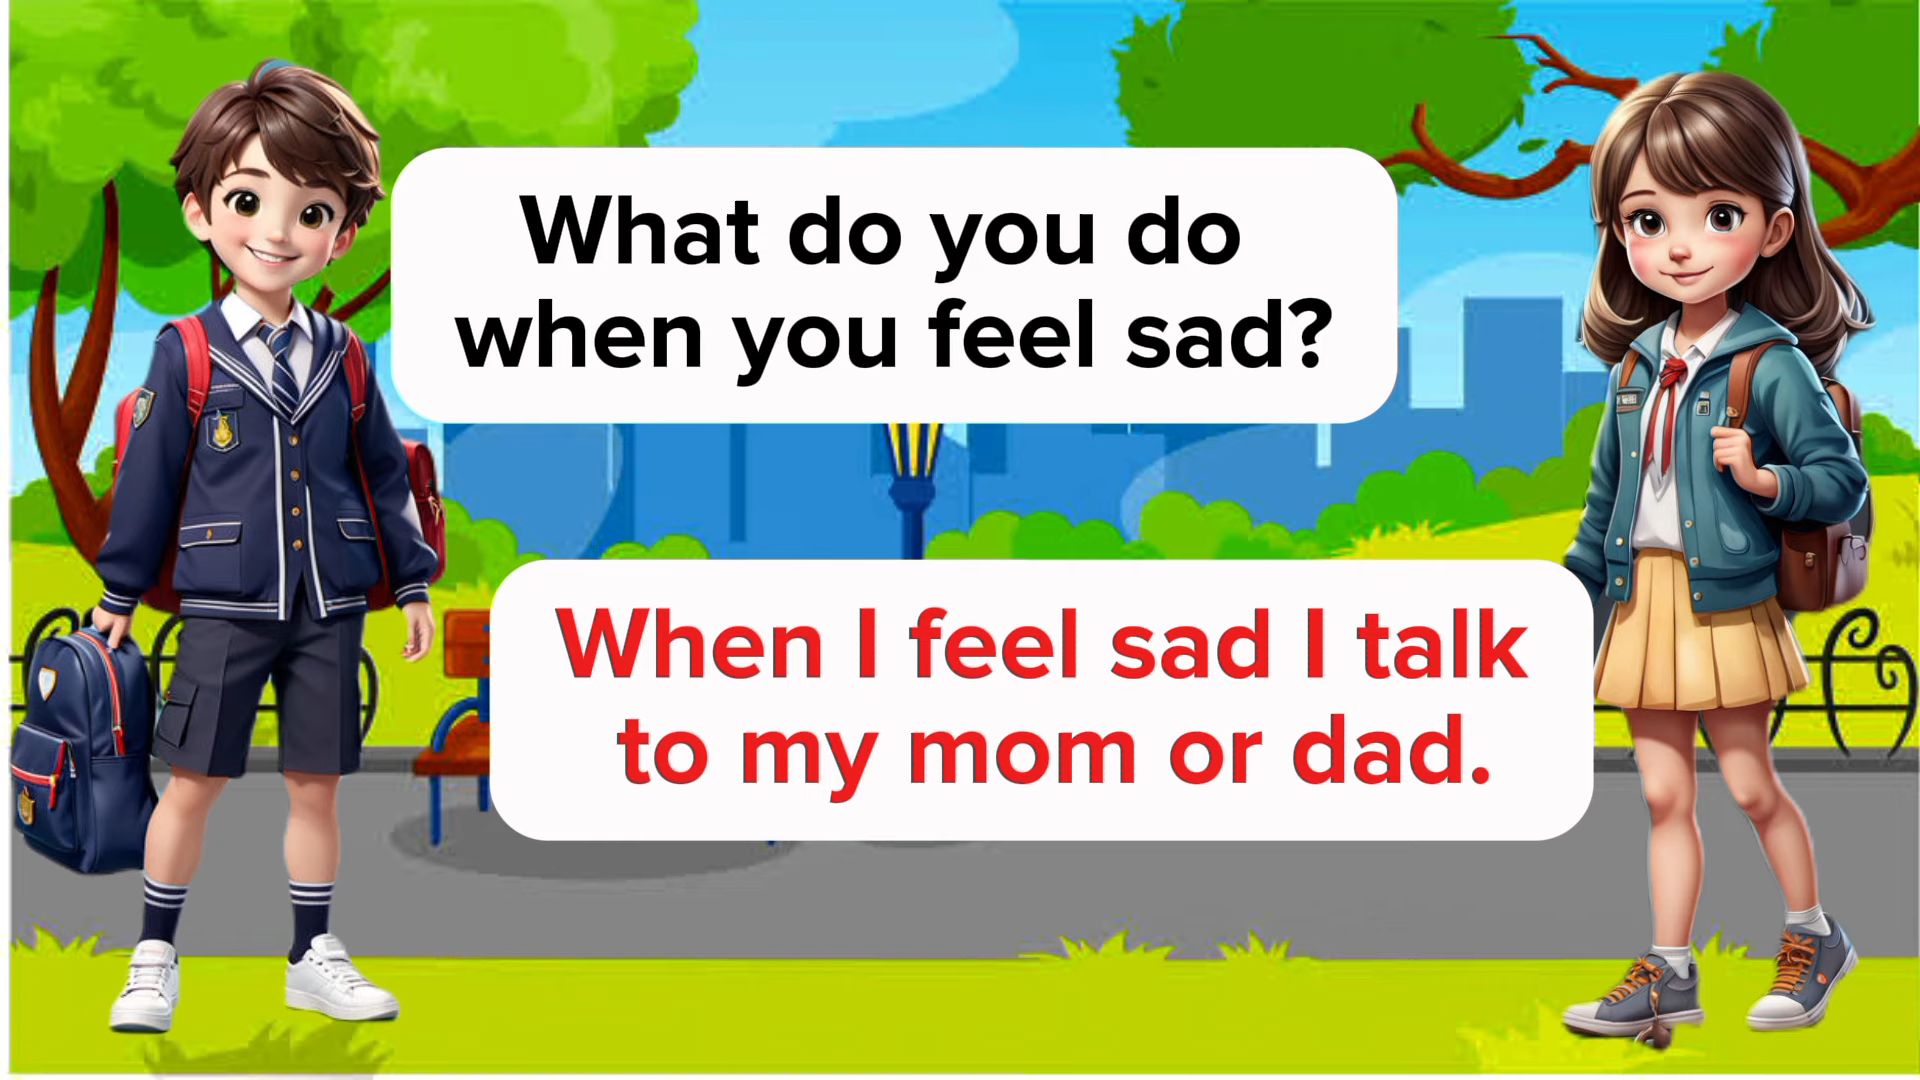 What do you do
when you feel sad?
When I feel sad I talk
to my mom or dad.